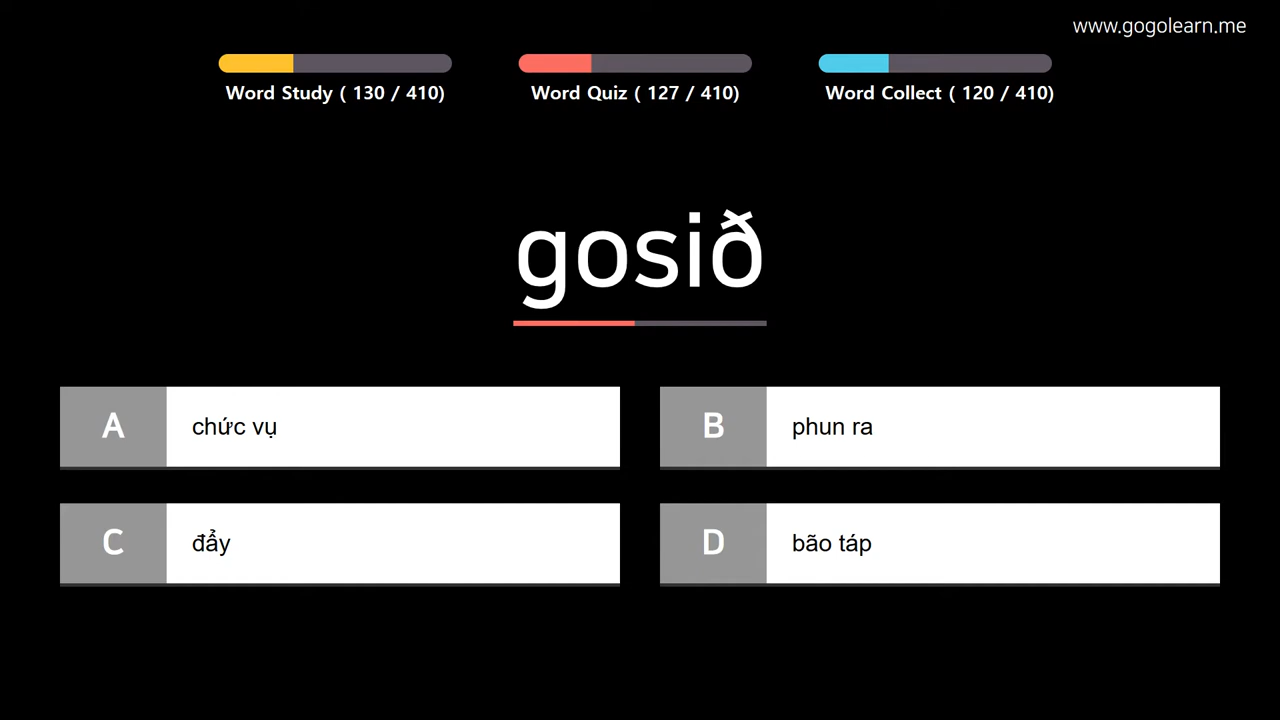 www.gogolearn.me
Word Study ( 130 / 410)
Word Quiz ( 127 / 410)
Word Collect ( 120 / 410)
gosið
A
chức vụ
B
phun ra
C
đẩy
D
bão táp